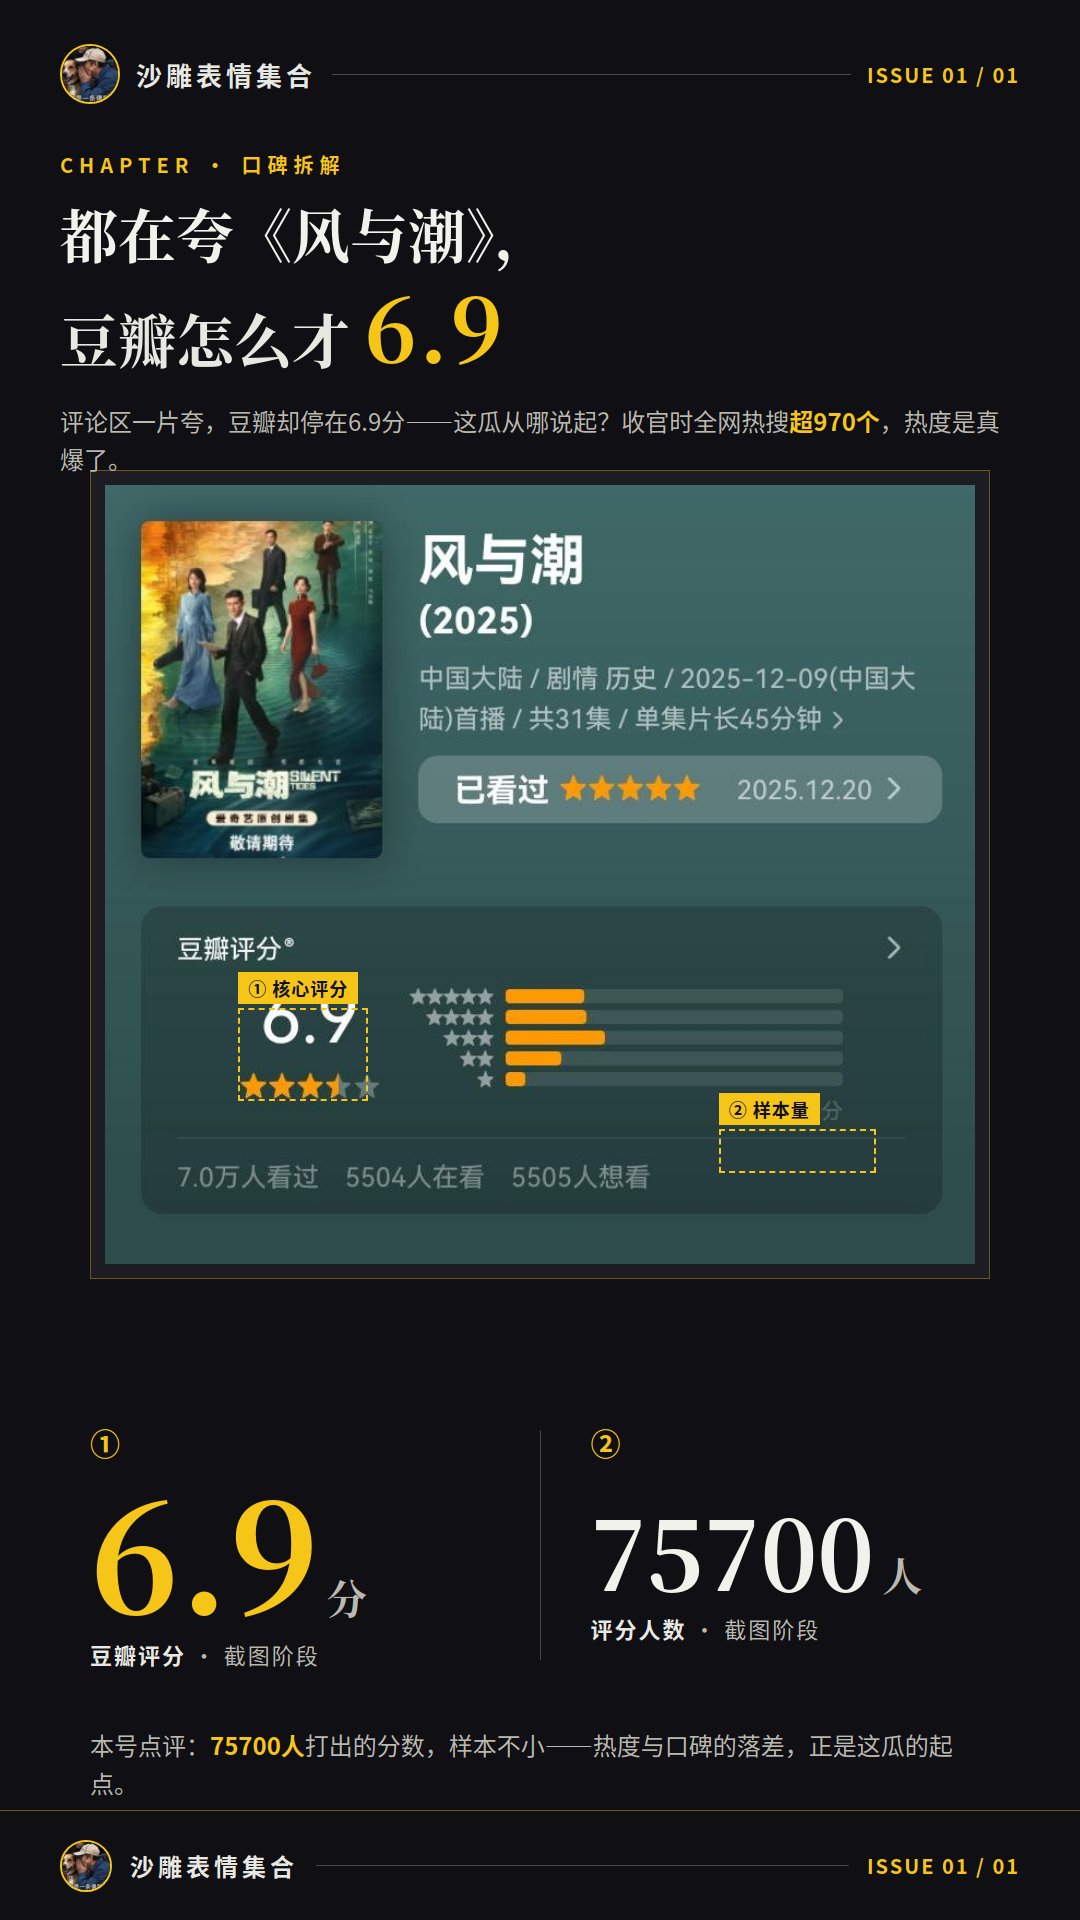 沙雕表情集合
ISSUE 01 / 01
CHAPTER · 口碑拆解
都在夸《风与潮》,
豆瓣怎么才 6.9
评论区一片夸，豆瓣却停在6.9分——这瓜从哪说起？收官时全网热搜超970个，热度是真
爆了。
风与潮
(2025)
中国大陆 / 剧情 历史 / 2025-12-09(中国大
陆)首播 / 共31集 / 单集片长45分钟 >
已看过 ★★★★★ 2025.12.20 >
风与潮 SILENT TIDES
爱奇艺原创剧集
敬请期待
豆瓣评分®
① 核心评分
6.9
② 样本量
分
7.0万人看过 5504人在看 5505人想看
①
6.9 分
豆瓣评分 · 截图阶段
②
75700 人
评分人数 · 截图阶段
本号点评：75700人打出的分数，样本不小——热度与口碑的落差，正是这瓜的起
点。
沙雕表情集合
ISSUE 01 / 01